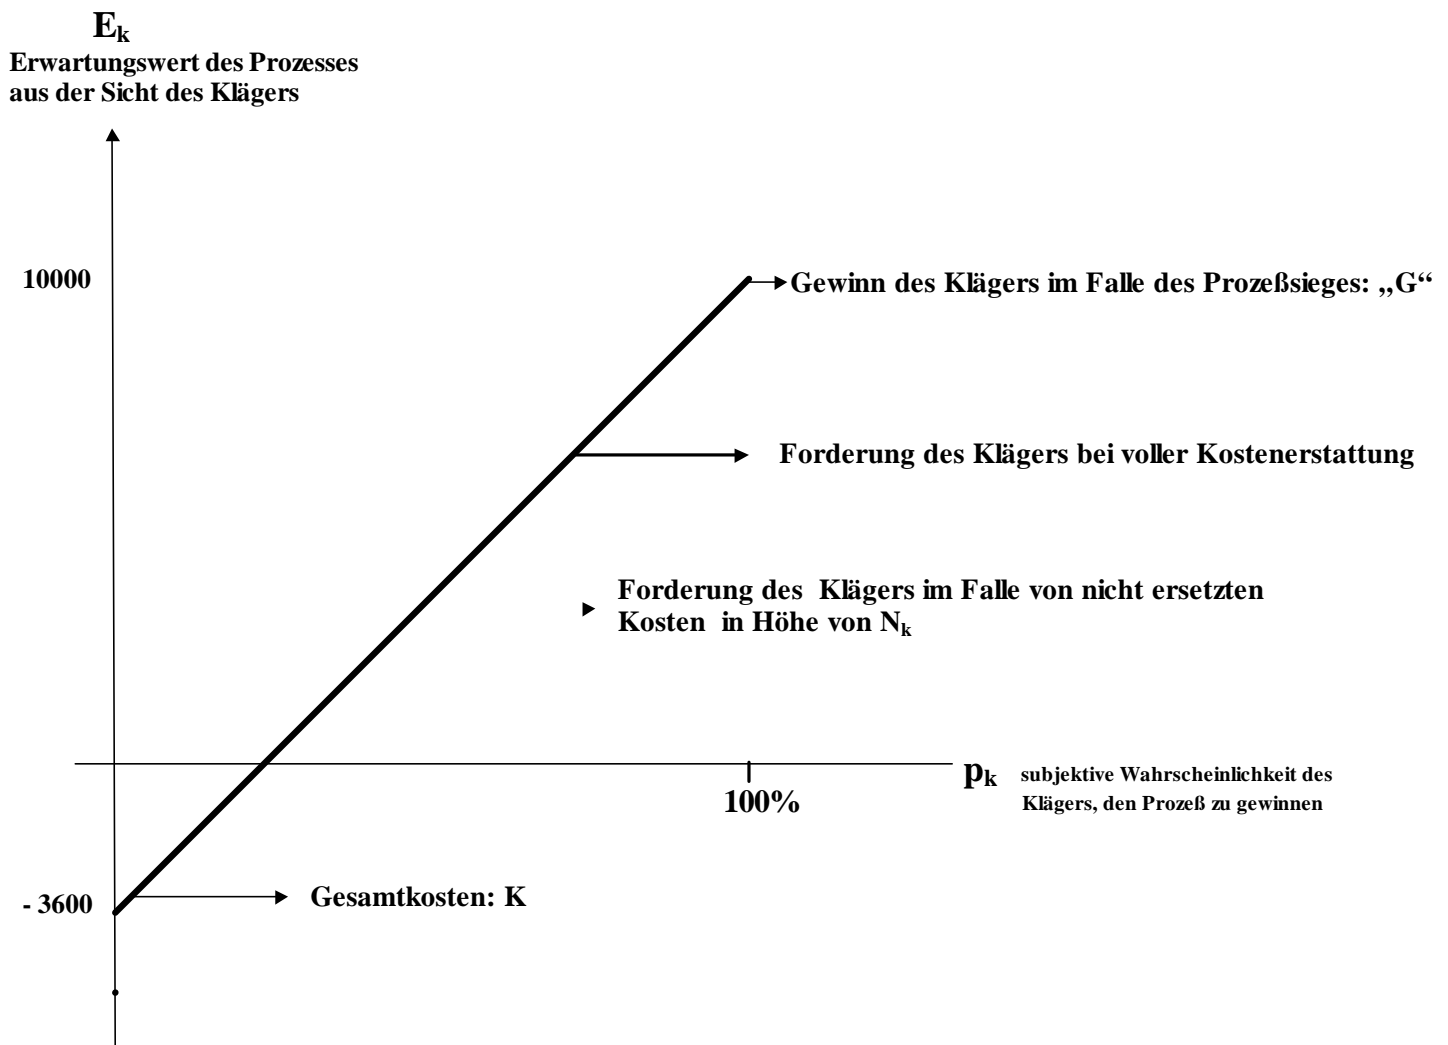 Ek
Erwartungswert des Prozesses
aus der Sicht des Klägers
10000
Gewinn des Klägers im Falle des Prozeßsieges: „G“
Forderung des Klägers bei voller Kostenerstattung
Forderung des Klägers im Falle von nicht ersetzten
Kosten in Höhe von Nk
pk subjektive Wahrscheinlichkeit des
Klägers, den Prozeß zu gewinnen
100%
- 3600
Gesamtkosten: K